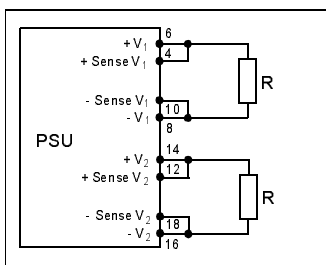 6
+ V1
4
+ Sense V1
- Sense V1
10
- V1
8
R
PSU
14
+ V2
12
+ Sense V2
- Sense V2
18
- V2
16
R